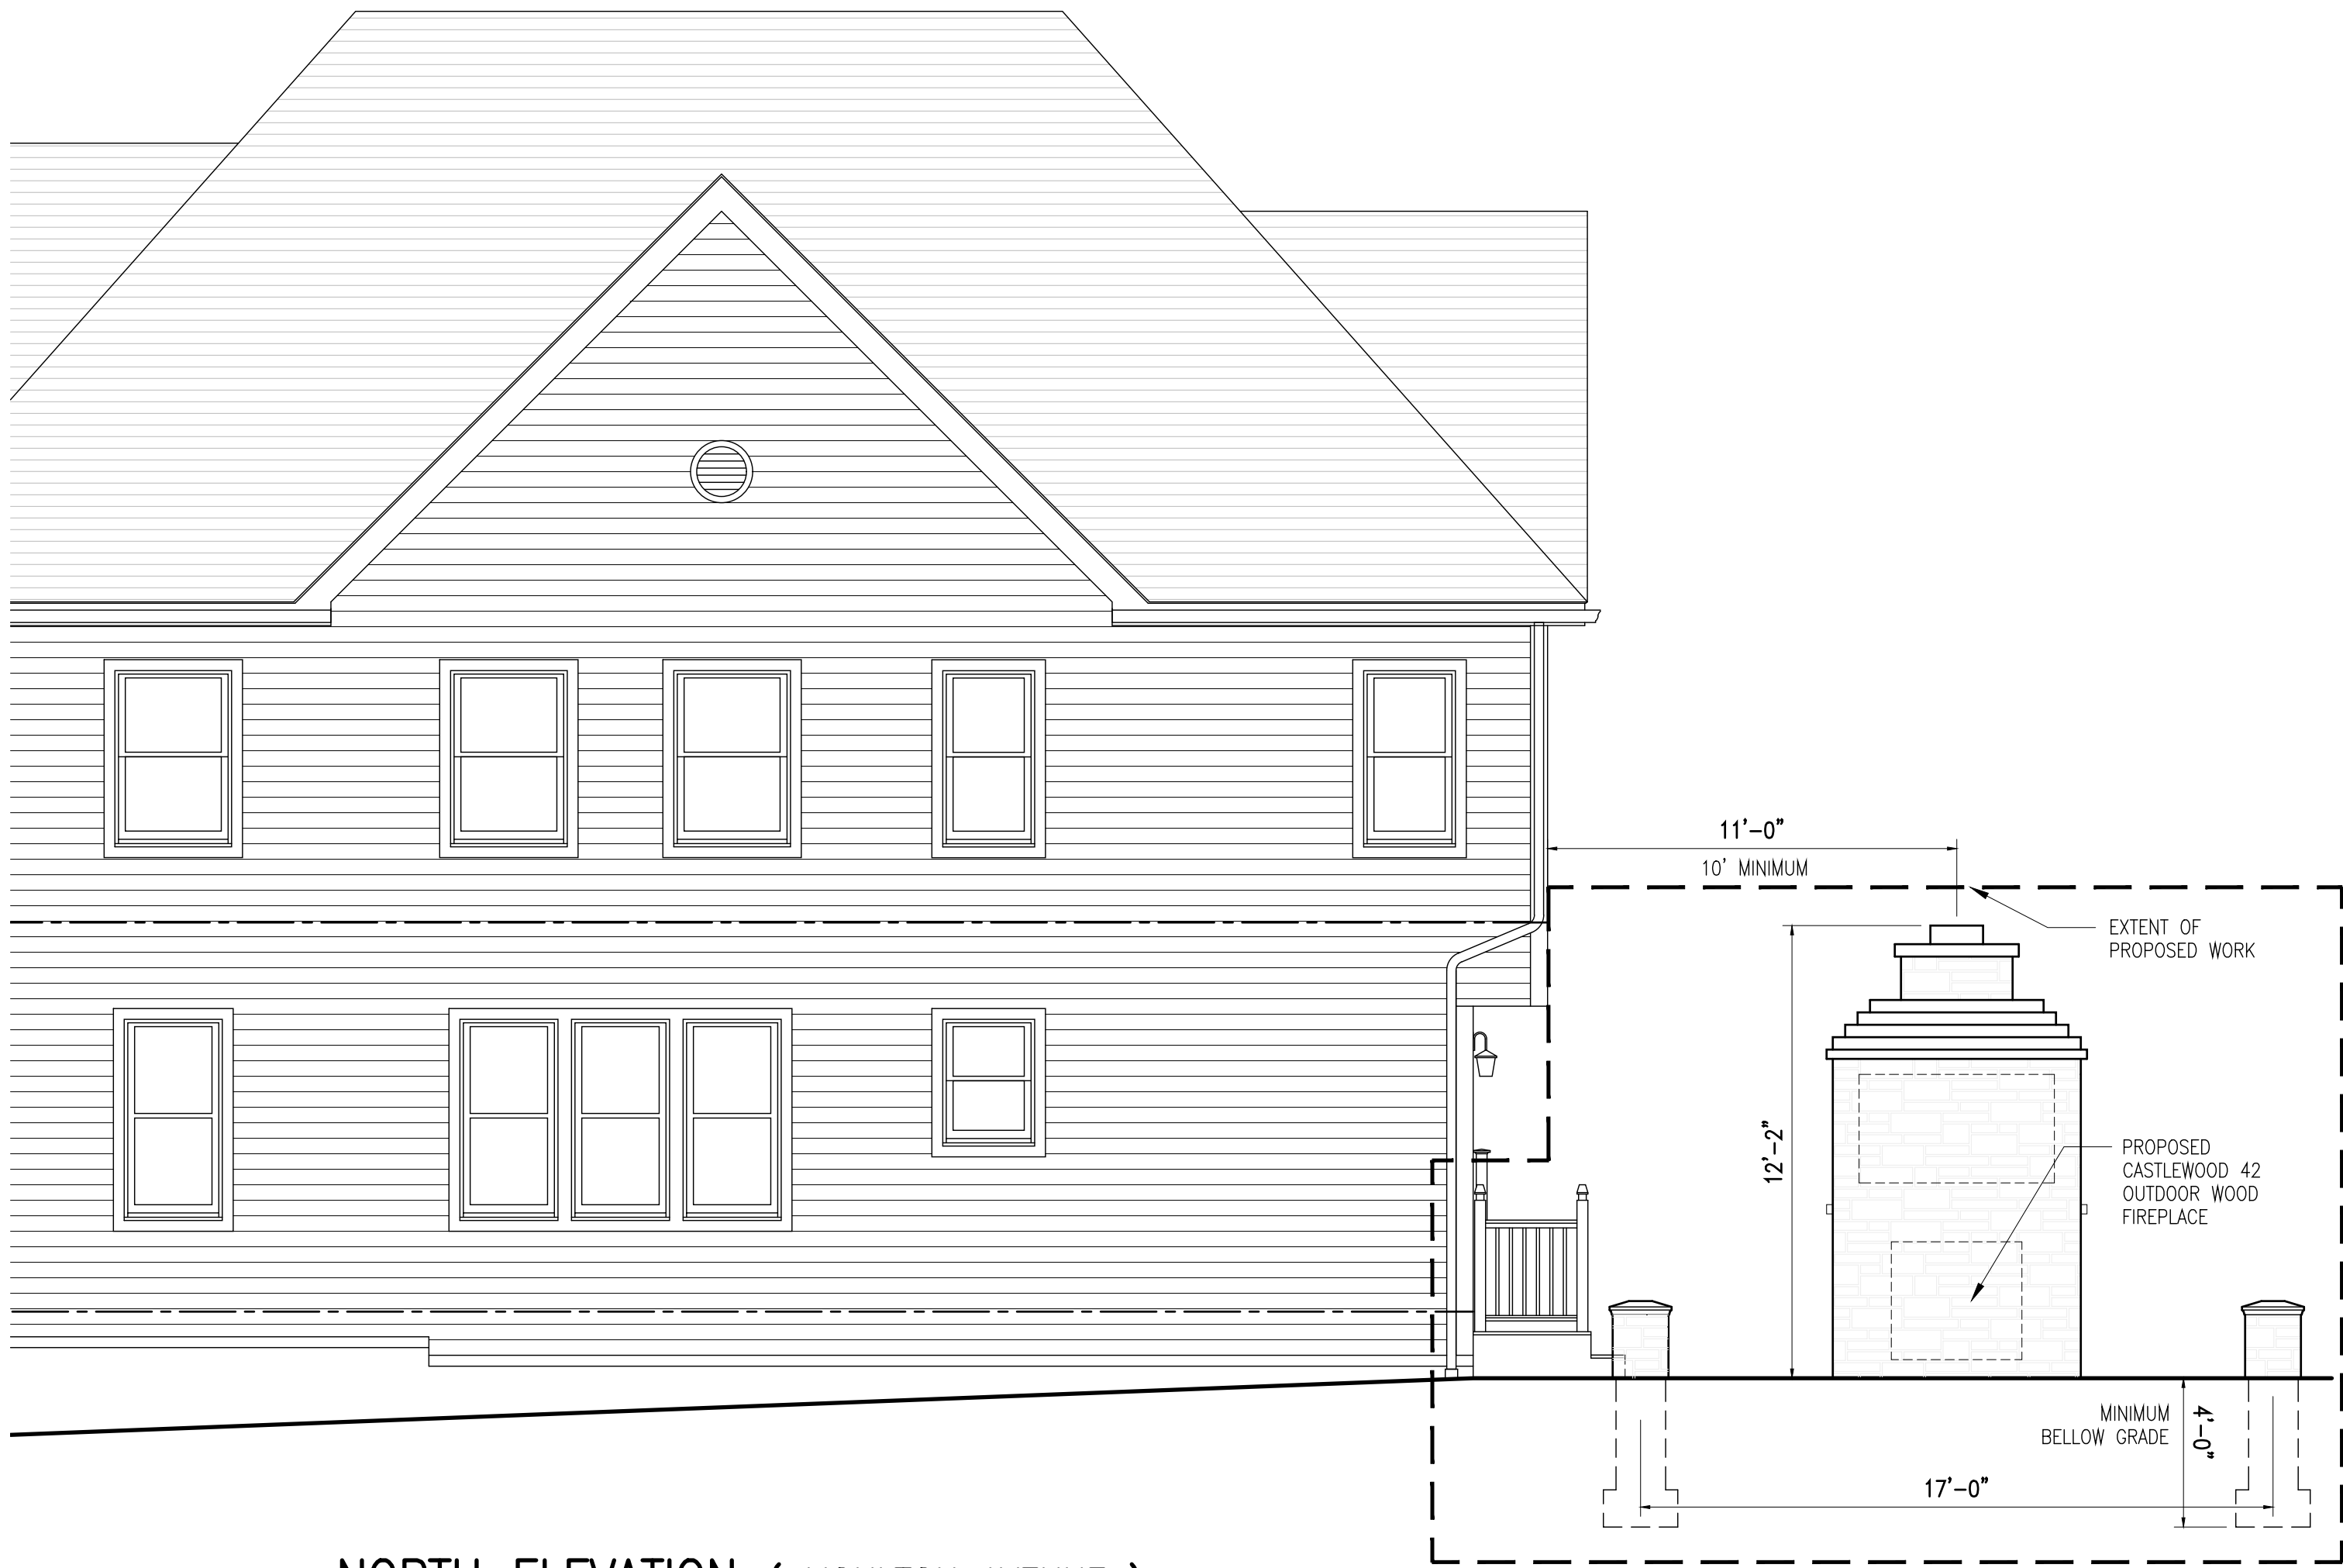 11'-0"
10' MINIMUM
EXTENT OF
PROPOSED WORK
12'-2"
PROPOSED
CASTLEWOOD 42
OUTDOOR WOOD
FIREPLACE
MINIMUM
BELLOW GRADE
4'-0"
17'-0"
NORTH ELEVATION (